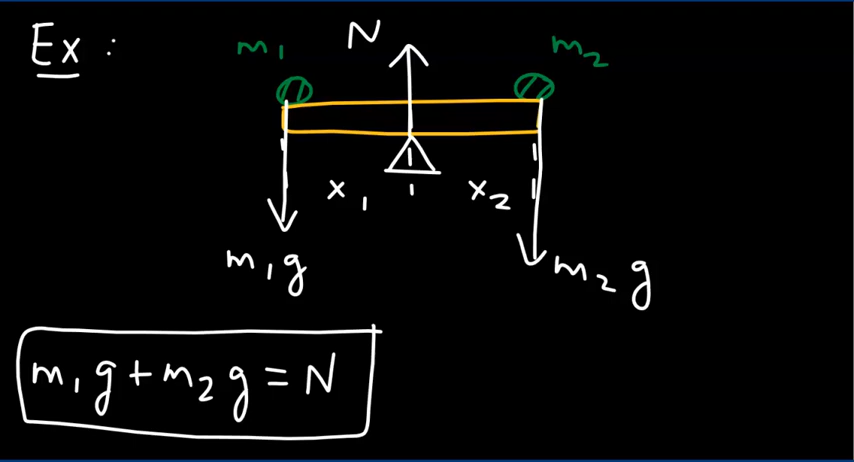 Ex :
m₁ N m₂
x₁ x₂
m₁g m₂g
m₁g + m₂g = N